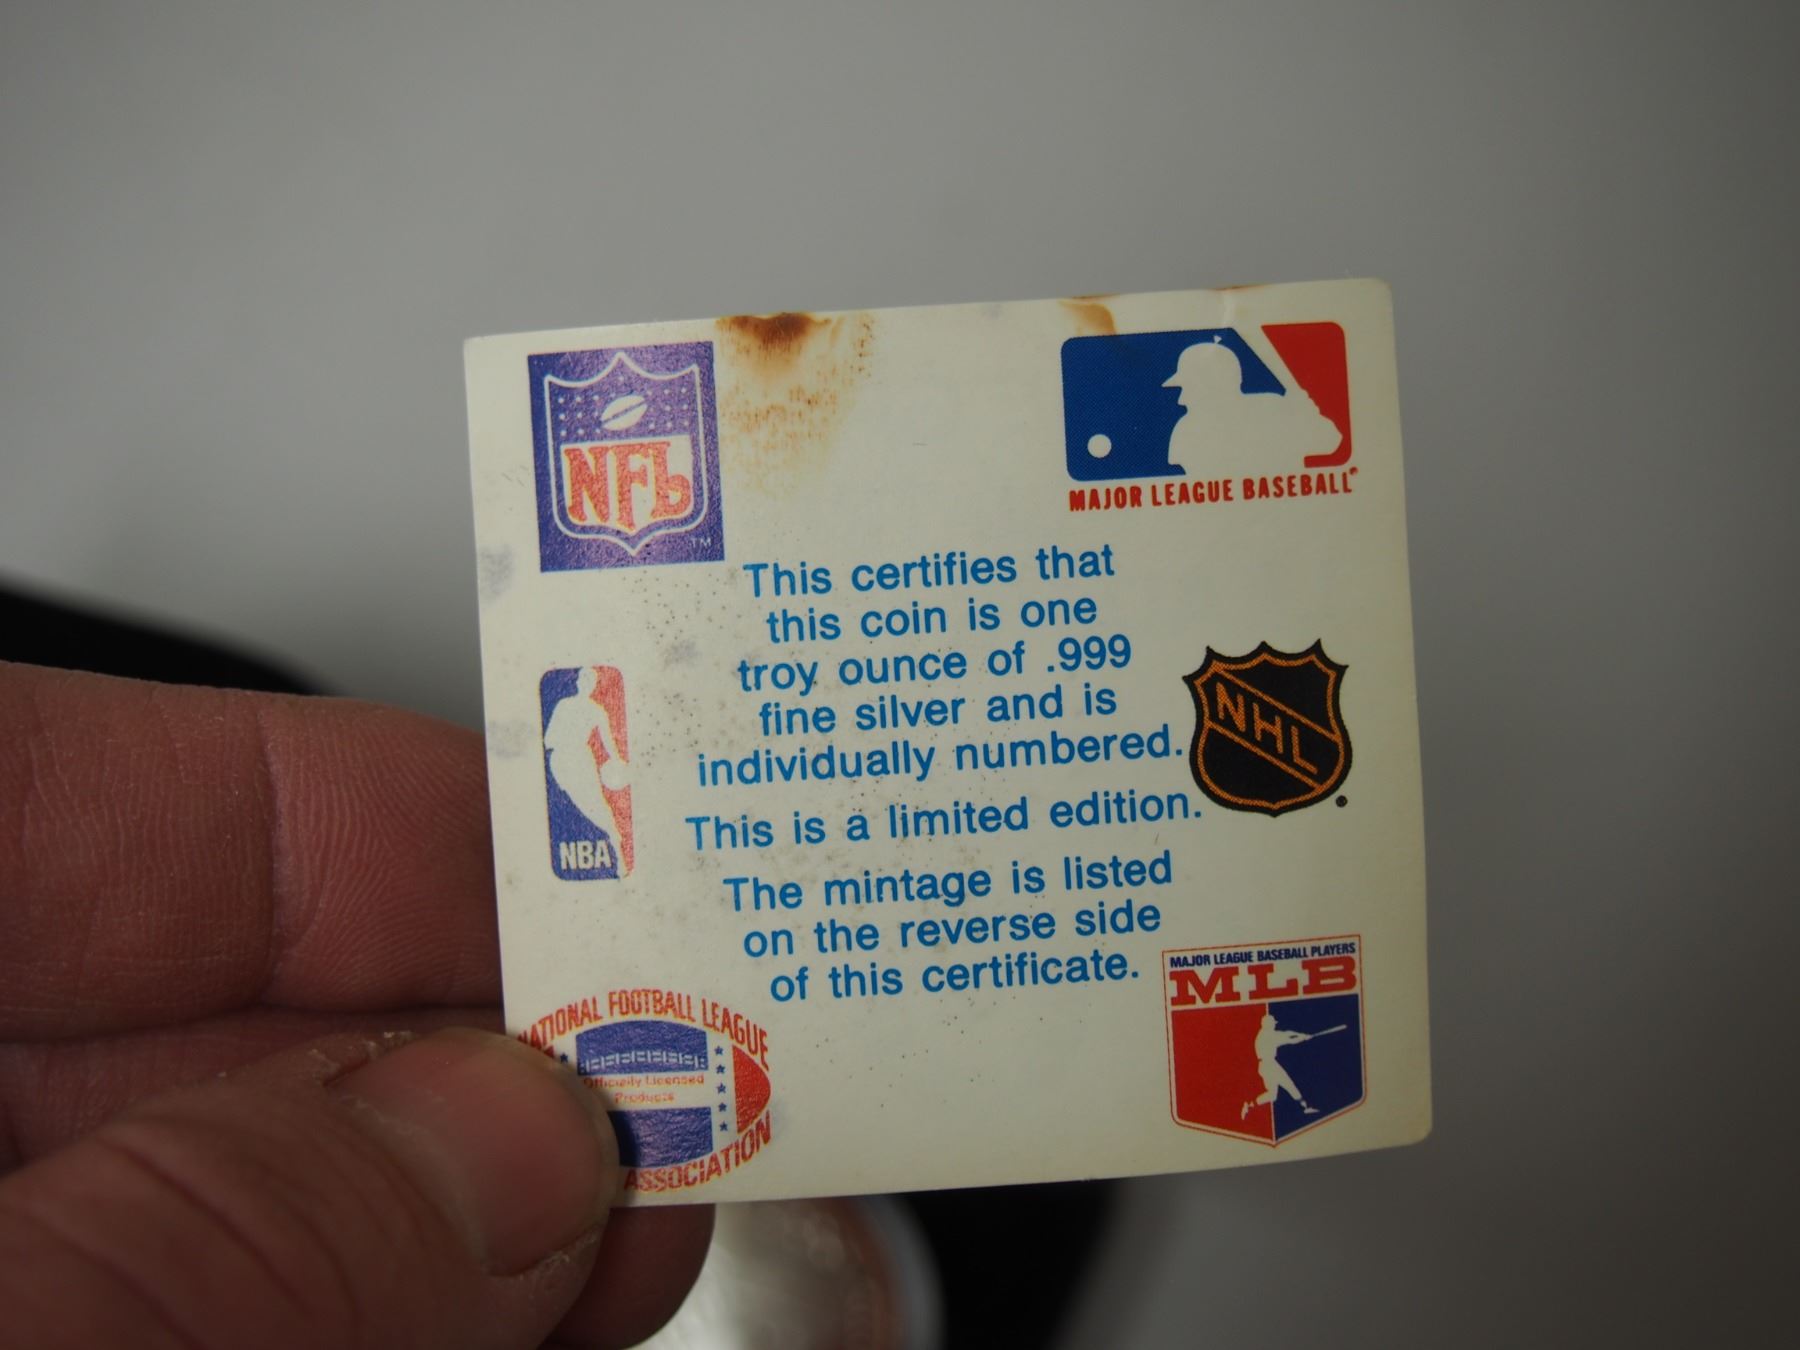 NFL
TM
MAJOR LEAGUE BASEBALL
This certifies that
this coin is one
troy ounce of .999
fine silver and is
individually numbered.
NHL
NBA
This is a limited edition.
The mintage is listed
on the reverse side
of this certificate.
MAJOR LEAGUE BASEBALL PLAYERS
MLB
NATIONAL FOOTBALL LEAGUE
Officially Licensed
Products
ASSOCIATION